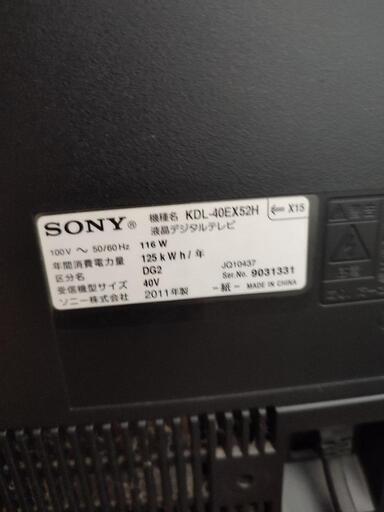 SONY® 機種名 KDL-40EX52H X15
液晶デジタルテレビ
100V ～ 50/60Hz 116 W
年間消費電力量 125 kWh/年
区分名 DG2 JQ10437
受信機型サイズ 40V Ser.No. 9031331
ソニー株式会社 2011年製 -紙- MADE IN CHINA